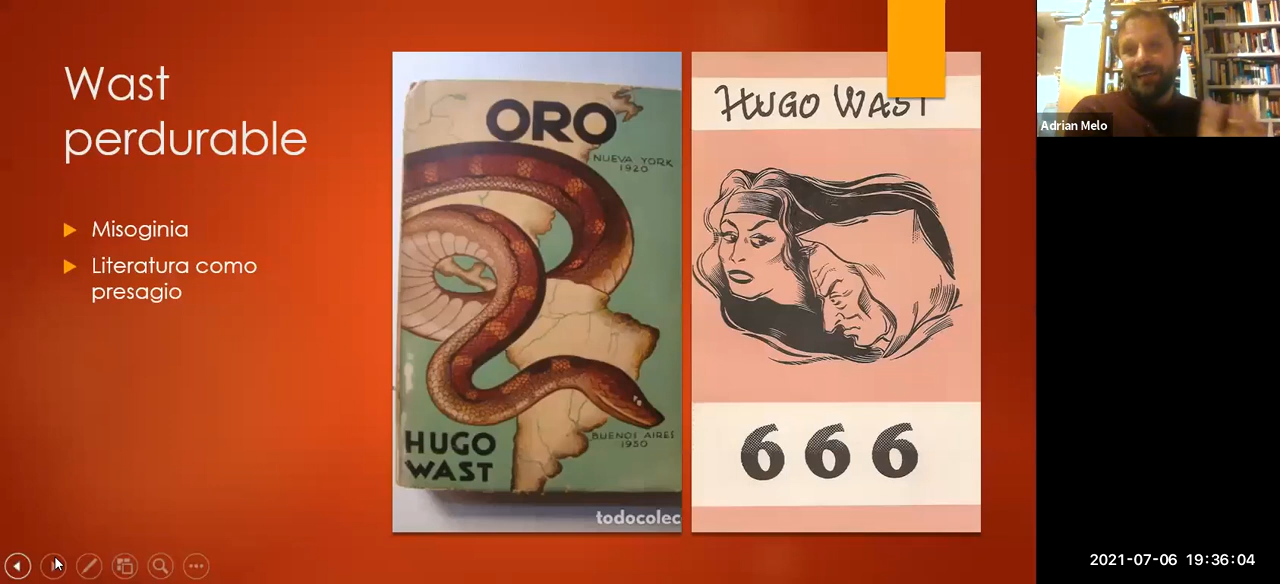 Wast
perdurable
Misoginia
Literatura como
presagio
ORO
NUEVA YORK
1920
HUGO
WAST
BUENOS AIRES
1950
todocolec
HUGO WAST
666
Adrian Melo
2021-07-06 19:36:04